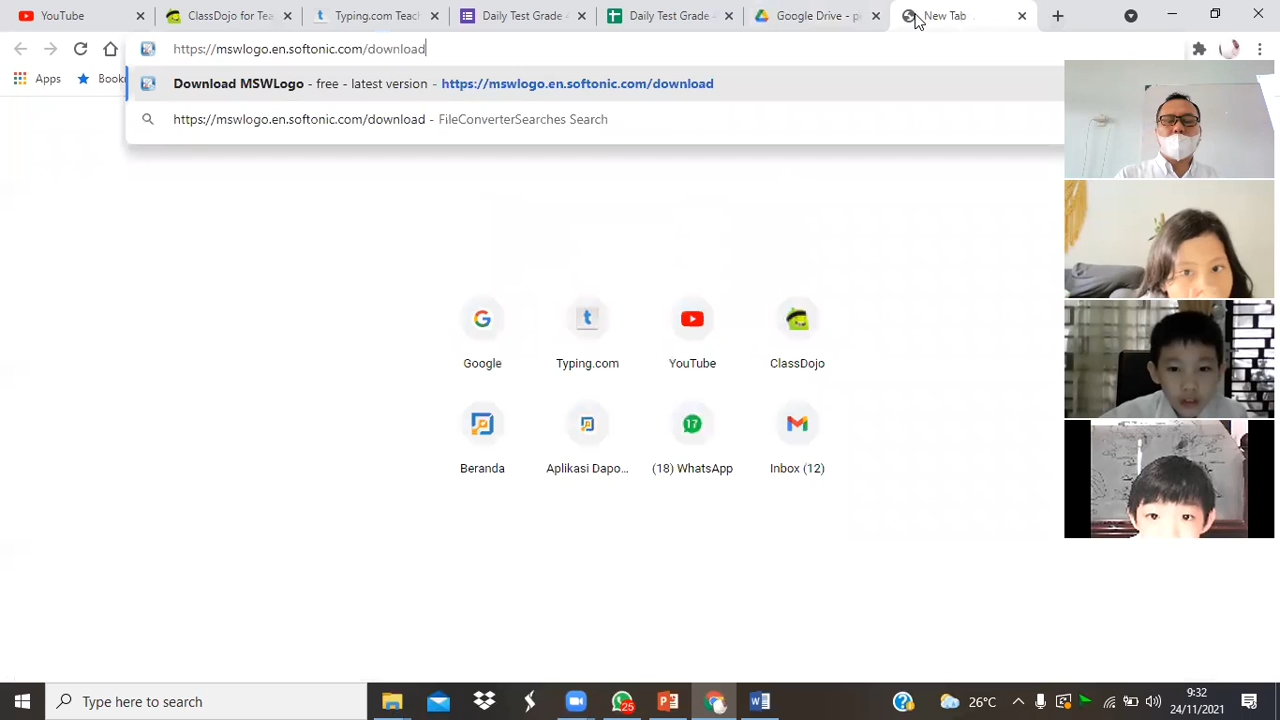 YouTube
ClassDojo for Tea
Typing.com Teach
Daily Test Grade
Daily Test Grade
Google Drive - p
New Tab
https://mswlogo.en.softonic.com/download
Apps
Download MSWLogo - free - latest version - https://mswlogo.en.softonic.com/download
https://mswlogo.en.softonic.com/download - FileConverterSearches Search
Google
Typing.com
YouTube
ClassDojo
Beranda
Aplikasi Dapo...
(18) WhatsApp
Inbox (12)
Type here to search
25
26°C
9:32
24/11/2021